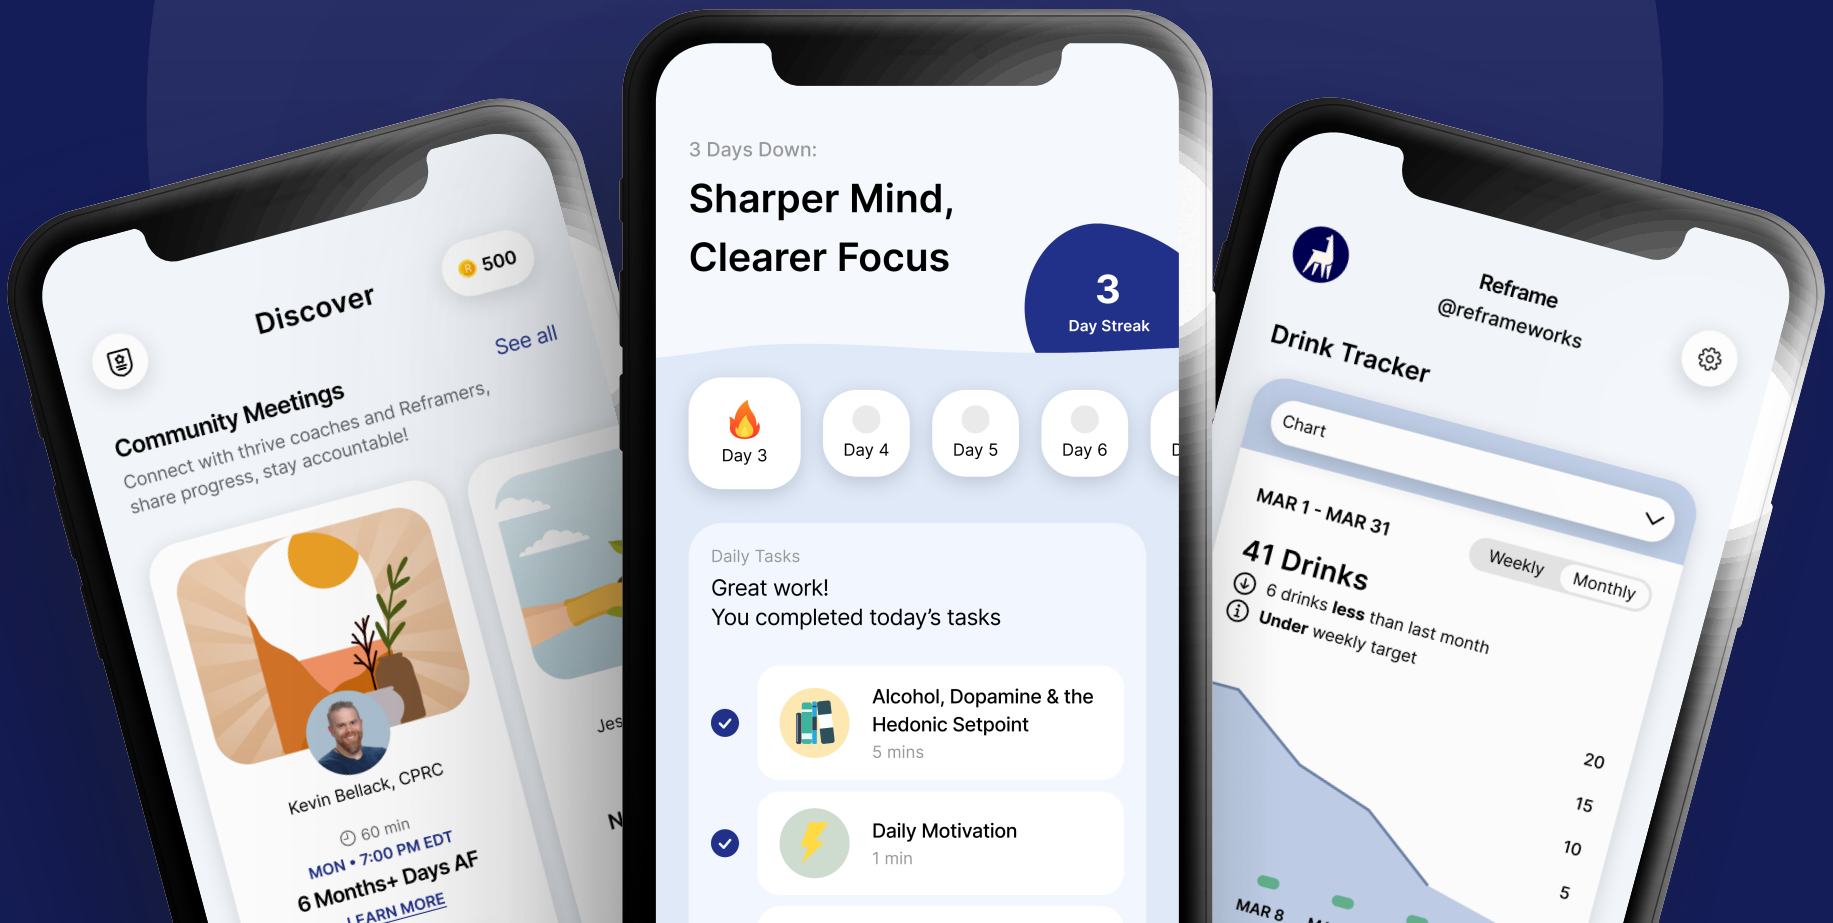 Discover
500
See all
Community Meetings
Connect with thrive coaches and Reframers,
share progress, stay accountable!
Kevin Bellack, CPRC
60 min
MON • 7:00 PM EDT
6 Months+ Days AF
LEARN MORE
3 Days Down:
Sharper Mind,
Clearer Focus
3
Day Streak
Day 3
Day 4
Day 5
Day 6
Daily Tasks
Great work!
You completed today’s tasks
Alcohol, Dopamine & the
Hedonic Setpoint
5 mins
Daily Motivation
1 min
Reframe
@reframeworks
Drink Tracker
Chart
MAR 1 - MAR 31
Weekly
Monthly
41 Drinks
6 drinks less than last month
Under weekly target
20
15
10
5
MAR 8